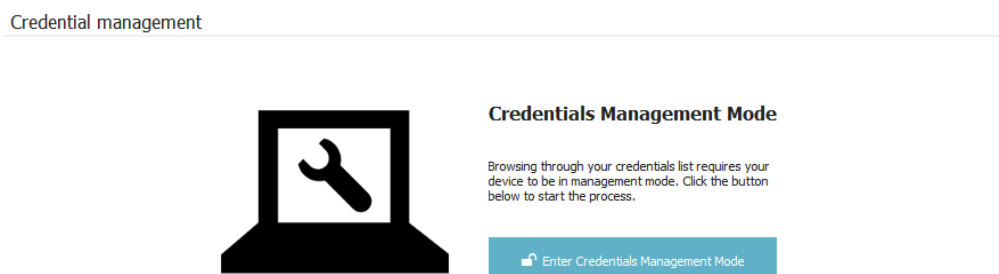 Credential management
Credentials Management Mode
Browsing through your credentials list requires your
device to be in management mode. Click the button
below to start the process.
Enter Credentials Management Mode